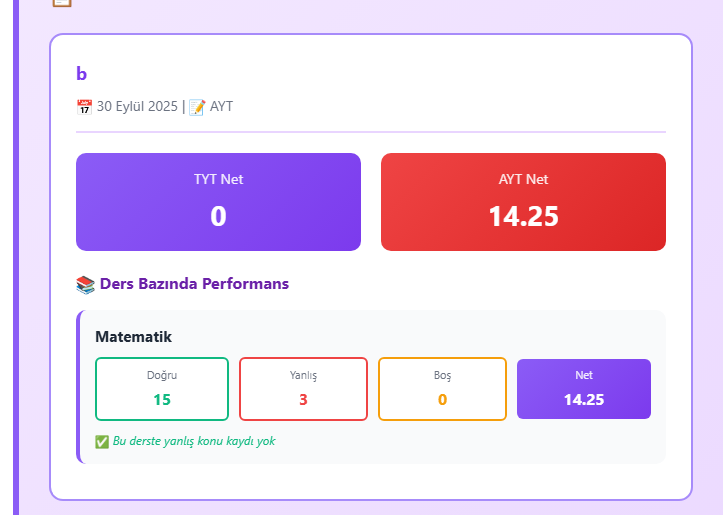 b
📅 30 Eylül 2025 | 📝 AYT
TYT Net
0
AYT Net
14.25
📚 Ders Bazında Performans
Matematik
Doğru
15
Yanlış
3
Boş
0
Net
14.25
✅ Bu derste yanlış konu kaydı yok